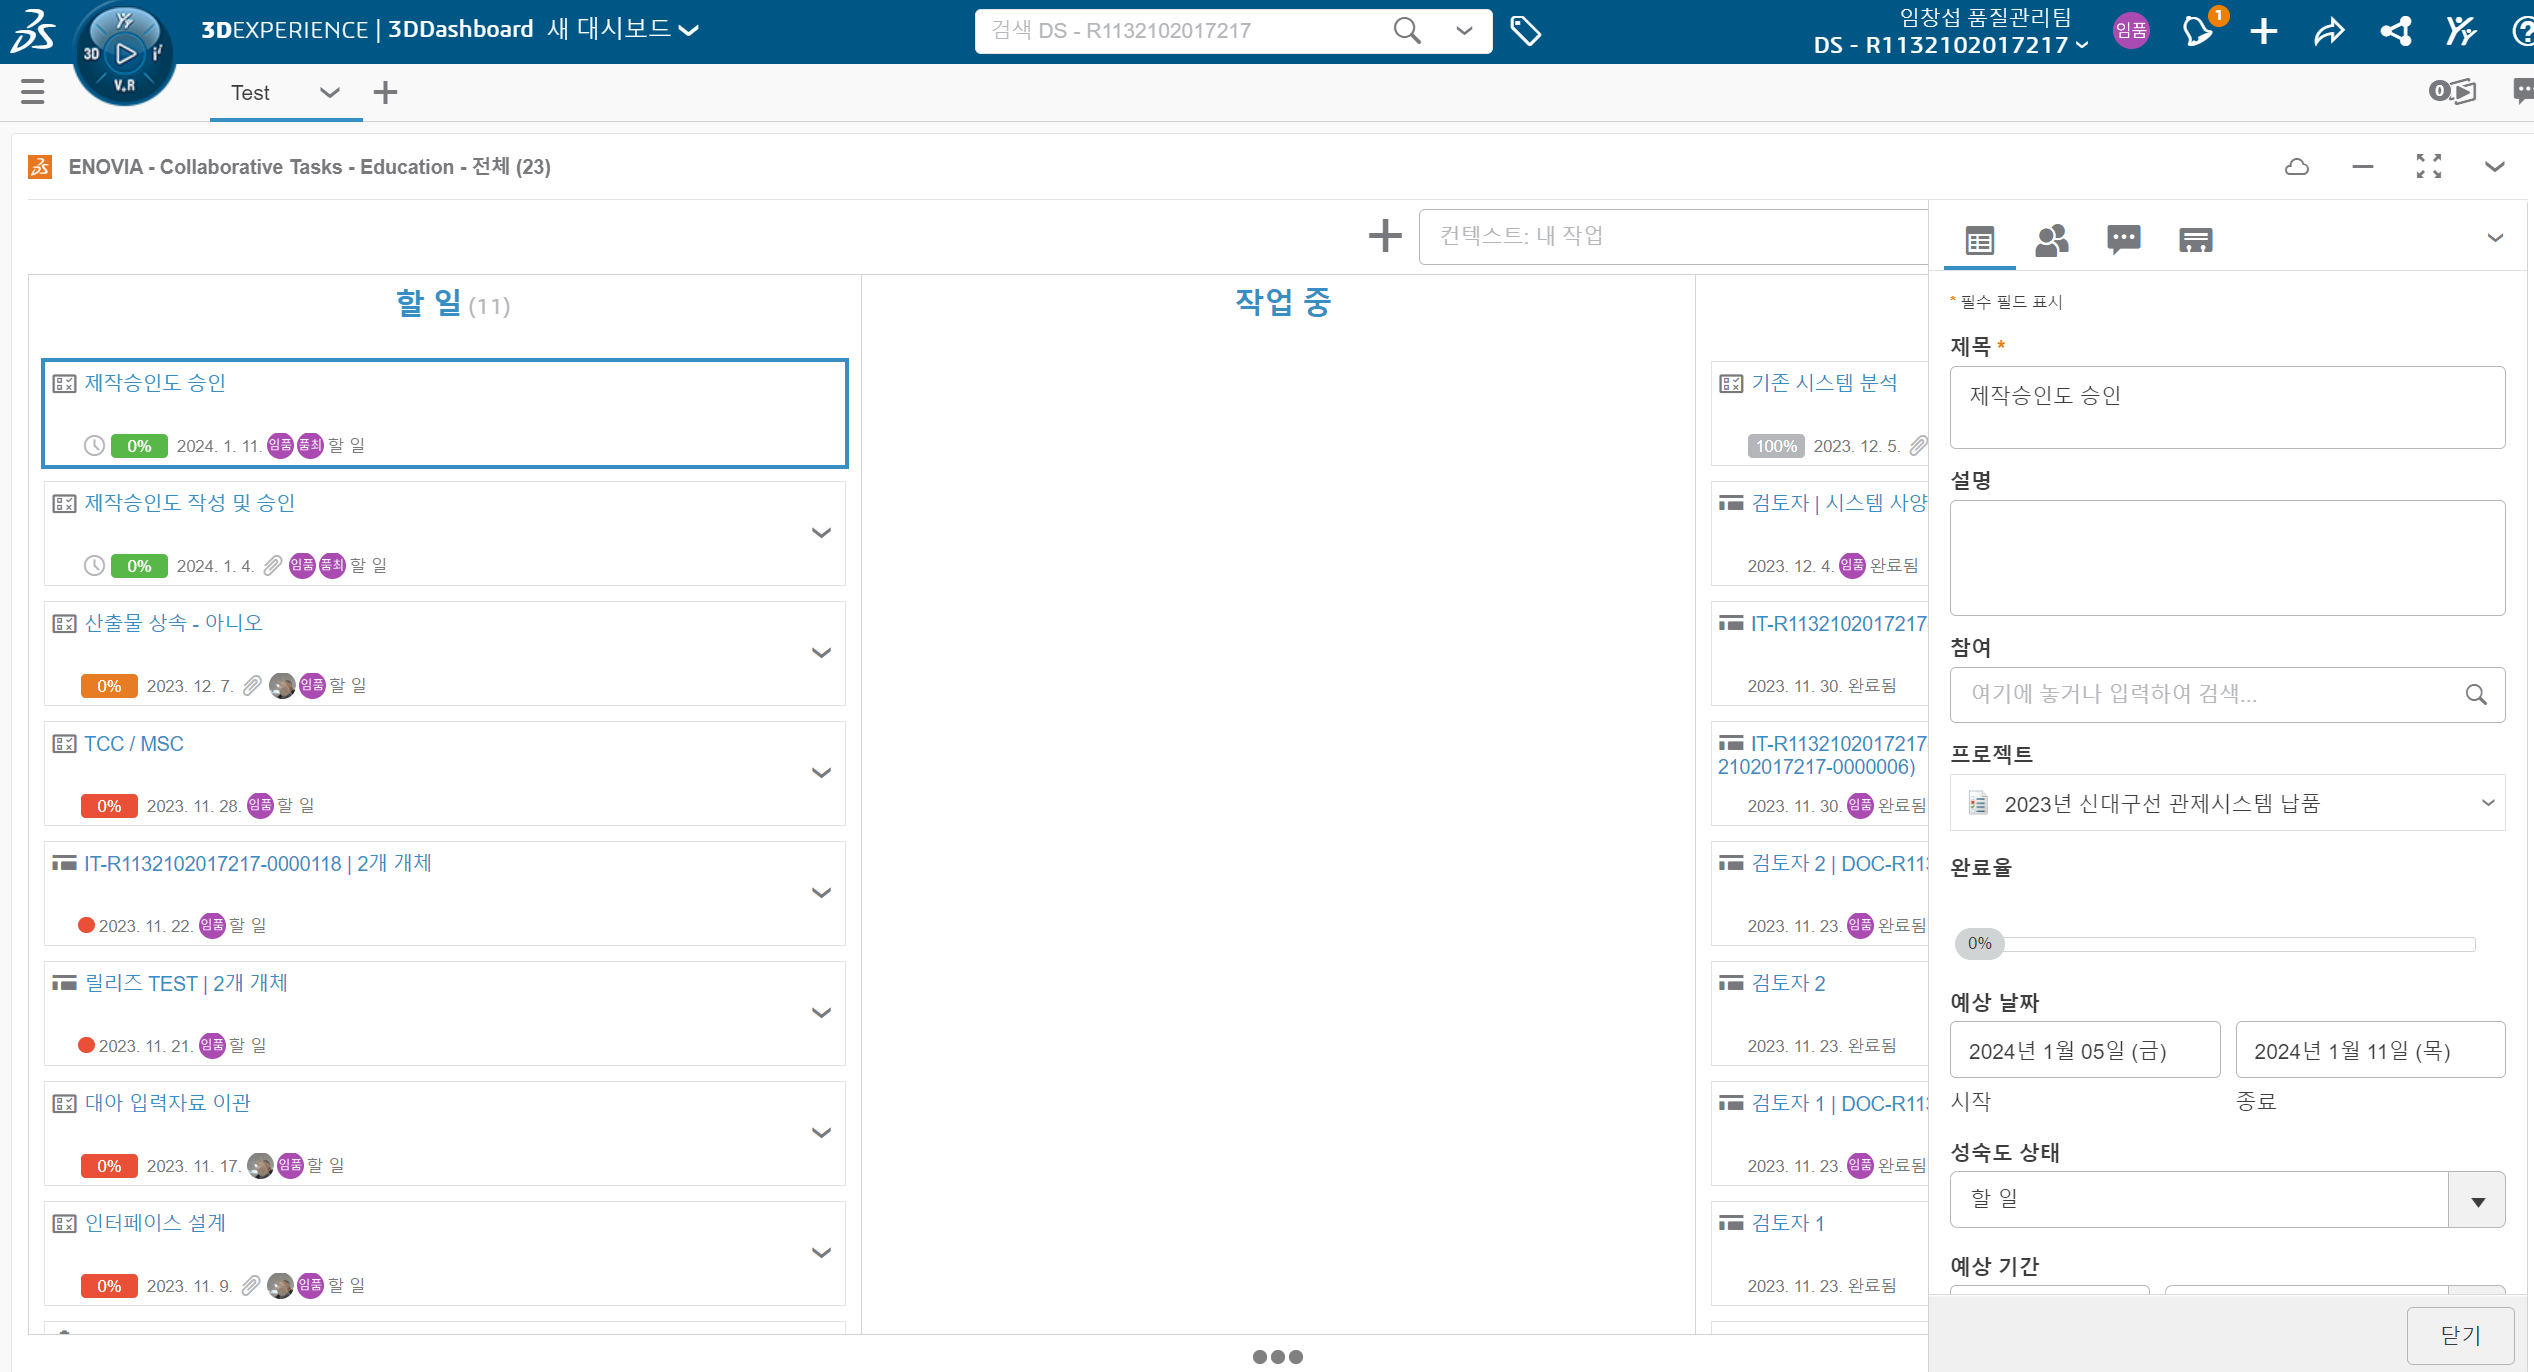 3DEXPERIENCE | 3DDashboard 새 대시보드
검색 DS - R1132102017217
임창섭 품질관리팀
DS - R1132102017217
임품
1
3D
V.R
Test
0
ENOVIA - Collaborative Tasks - Education - 전체 (23)
컨텍스트: 내 작업
할 일 (11)
제작승인도 승인
0% 2024. 1. 11. 임품 품최 할 일
제작승인도 작성 및 승인
0% 2024. 1. 4. 임품 품최 할 일
산출물 상속 - 아니오
0% 2023. 12. 7. 임품 할 일
TCC / MSC
0% 2023. 11. 28. 임품 할 일
IT-R1132102017217-0000118 | 2개 개체
2023. 11. 22. 임품 할 일
릴리즈 TEST | 2개 개체
2023. 11. 21. 임품 할 일
대아 입력자료 이관
0% 2023. 11. 17. 임품 할 일
인터페이스 설계
0% 2023. 11. 9. 임품 할 일
작업 중
기존 시스템 분석
100% 2023. 12. 5.
검토자 | 시스템 사양
2023. 12. 4. 임품 완료됨
IT-R1132102017217
2023. 11. 30. 완료됨
IT-R1132102017217
2102017217-0000006)
2023. 11. 30. 임품 완료됨
검토자 2 | DOC-R113
2023. 11. 23. 임품 완료됨
검토자 2
2023. 11. 23. 완료됨
검토자 1 | DOC-R113
2023. 11. 23. 임품 완료됨
검토자 1
2023. 11. 23. 완료됨
* 필수 필드 표시
제목 *
제작승인도 승인
설명
참여
여기에 놓거나 입력하여 검색...
프로젝트
2023년 신대구선 관제시스템 납품
완료율
0%
예상 날짜
2024년 1월 05일 (금) 2024년 1월 11일 (목)
시작 종료
성숙도 상태
할 일
예상 기간
닫기